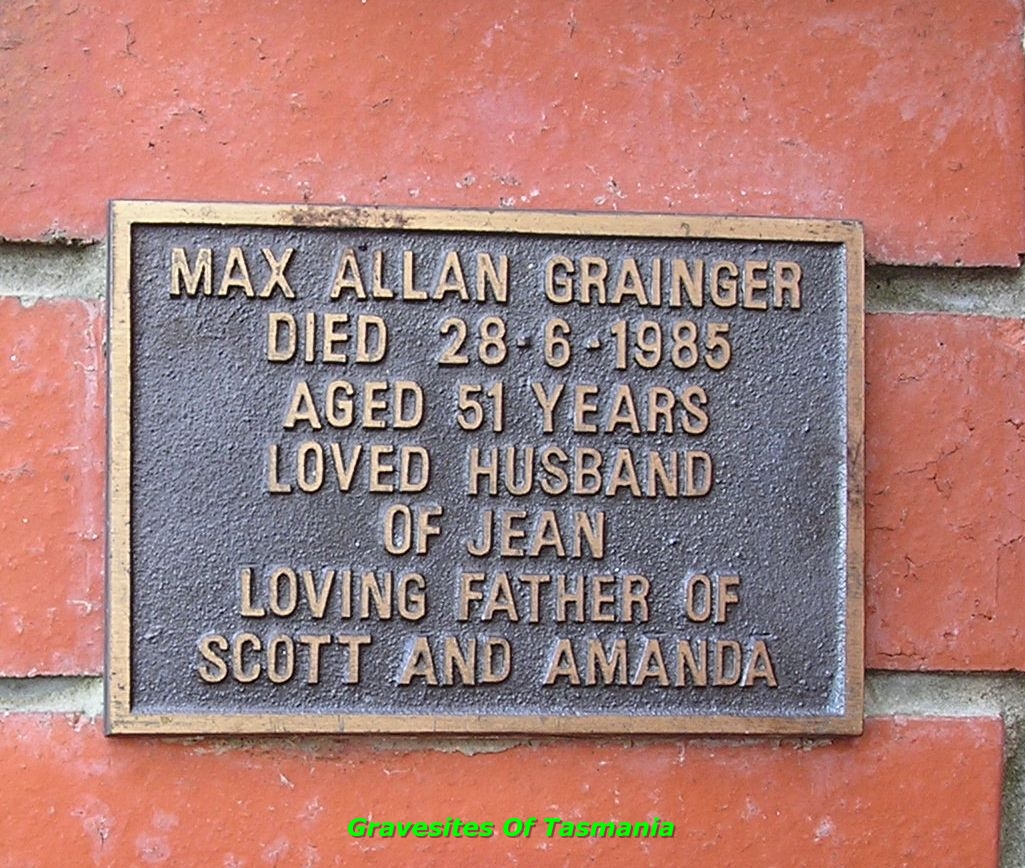 MAX ALLAN GRAINGER
DIED 28-6-1985
AGED 51 YEARS
LOVED HUSBAND
OF JEAN
LOVING FATHER OF
SCOTT AND AMANDA
Gravesites Of Tasmania